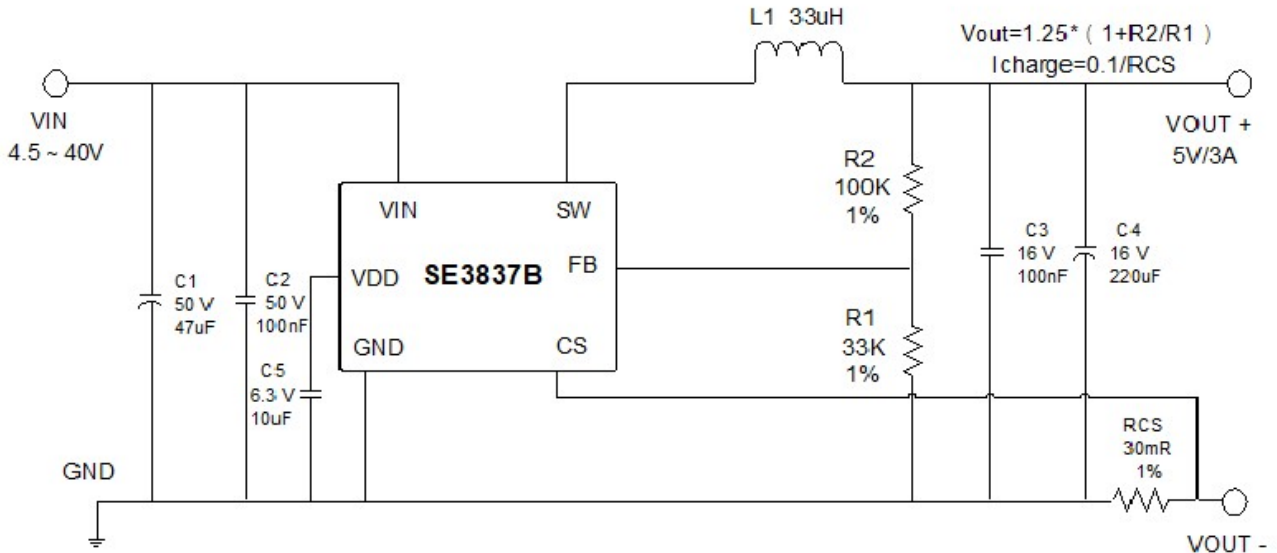 L1 33uH
Vout=1.25* ( 1+R2/R1 )
Icharge=0.1/RCS
VIN
4.5 ~ 40V
VOUT +
5V/3A
R2
100K
1%
VIN
SW
VDD
SE3837B
FB
GND
CS
C1
50 V
47uF
C2
50 V
100nF
C5
6.3 V
10uF
R1
33K
1%
C3
16 V
100nF
C4
16 V
220uF
RCS
30mR
1%
GND
VOUT -